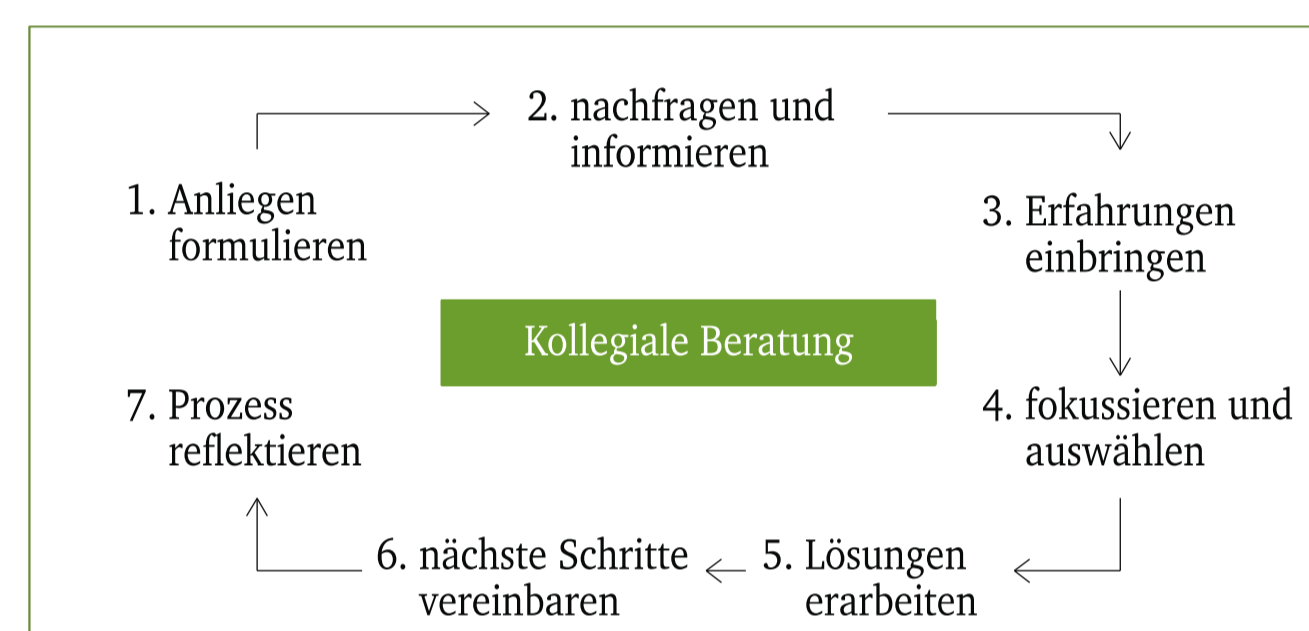 1. Anliegen
formulieren
2. nachfragen und
informieren
3. Erfahrungen
einbringen
4. fokussieren und
auswählen
5. Lösungen
erarbeiten
6. nächste Schritte
vereinbaren
7. Prozess
reflektieren
Kollegiale Beratung